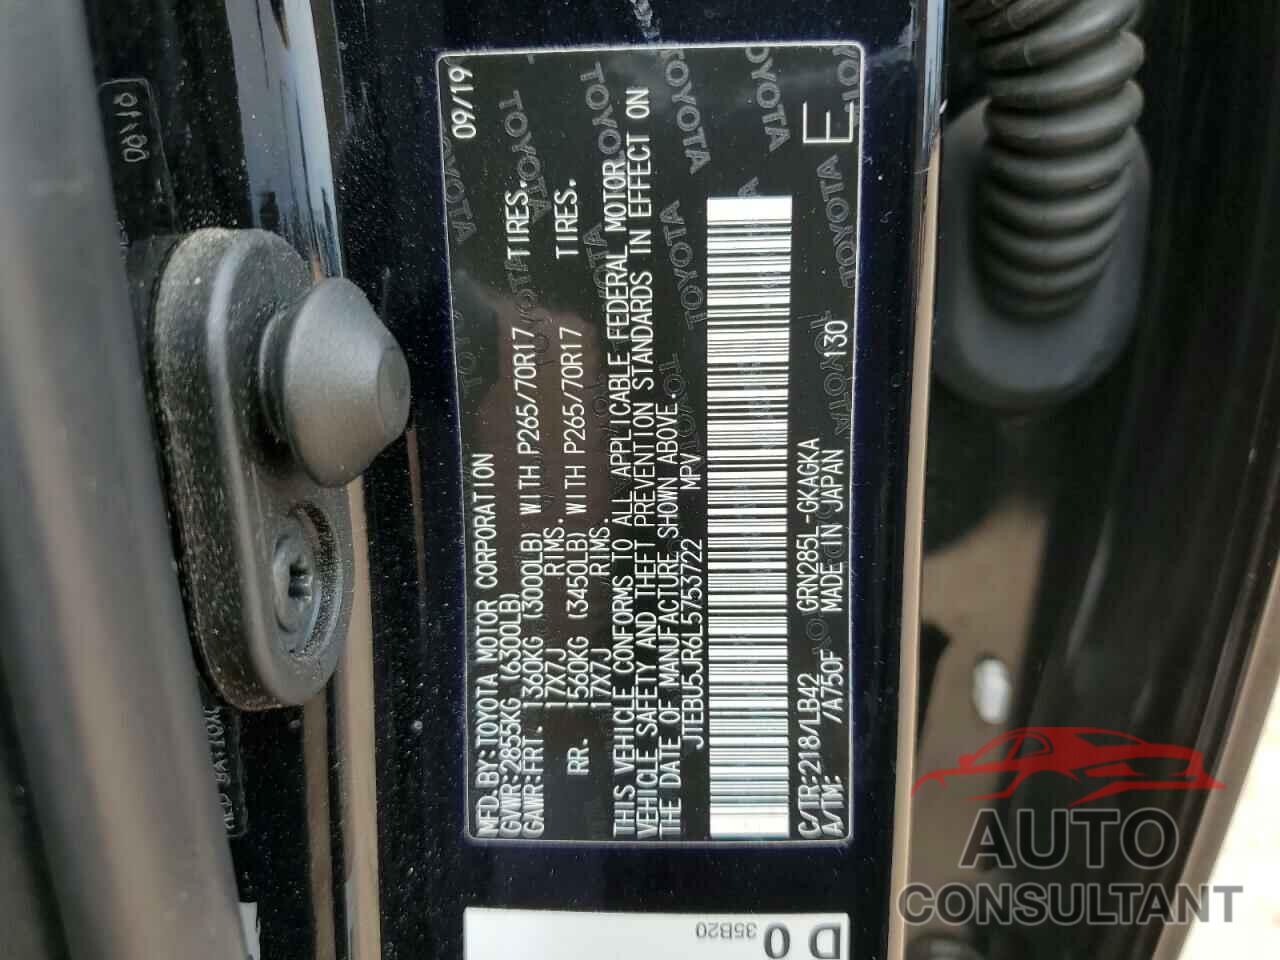 MFD.BY:TOYOTA MOTOR CORPORATION 09/19
GVWR:2855KG (6300LB)
GAWR:FRT. 1360KG (3000LB) WITH P265/70R17 TIRES.
17X7J RIMS.
RR. 1560KG (3450LB) WITH P265/70R17 TIRES.
17X7J RIMS.
THIS VEHICLE CONFORMS TO ALL APPLICABLE FEDERAL MOTOR
VEHICLE SAFETY AND THEFT PREVENTION STANDARDS IN EFFECT ON
THE DATE OF MANUFACTURE SHOWN ABOVE.
JTEBU5JR6L5753722 MPV
C/TR:218/LB42 GRN285L-GKAGKA
A/TM: /A750F MADE IN JAPAN A/130
E
D 0
35B20
AUTO
CONSULTANT